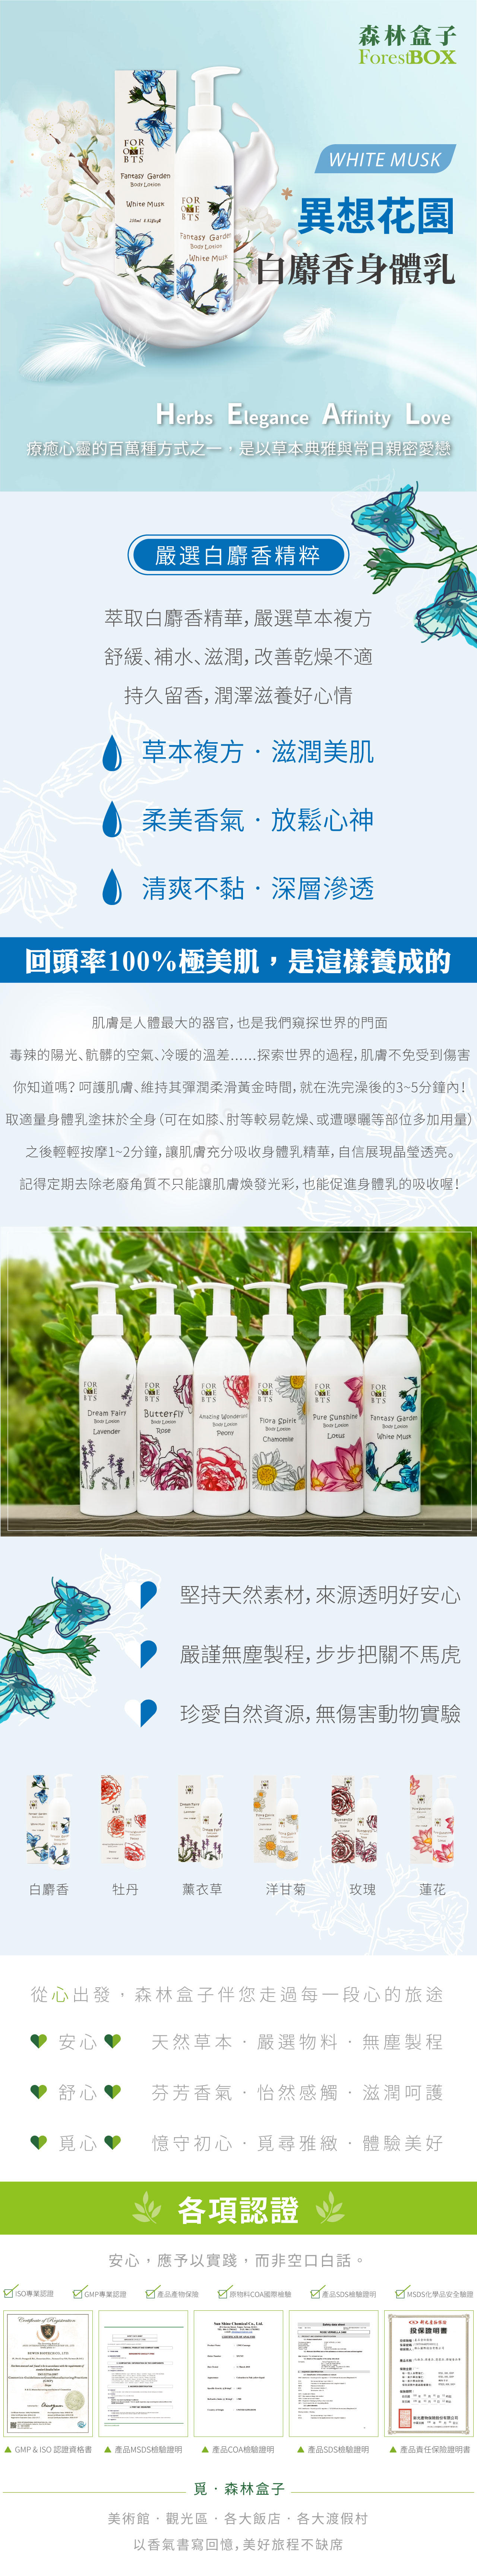 森林盒子
ForestBOX
WHITE MUSK
異想花園
白麝香身體乳
FOR
BTS
Fantasy Garden
Body Lotion
White Musk
FOR
BTS
Fantasy Garden
Body Lotion
White Musk
Herbs Elegance Affinity Love
療癒心靈的百萬種方式之一，是以草本典雅與常日親密愛戀
嚴選白麝香精粹
萃取白麝香精華，嚴選草本複方
舒緩、補水、滋潤，改善乾燥不適
持久留香，潤澤滋養好心情
草本複方．滋潤美肌
柔美香氣．放鬆心神
清爽不黏．深層滲透
回頭率100%極美肌，是這樣養成的
肌膚是人體最大的器官，也是我們窺探世界的門面
毒辣的陽光、骯髒的空氣、冷暖的溫差……探索世界的過程，肌膚不免受到傷害
你知道嗎？呵護肌膚、維持其彈潤柔滑黃金時間，就在洗完澡後的3~5分鐘內！
取適量身體乳塗抹於全身（可在如膝、肘等較易乾燥、或遭曝曬等部位多加用量）
之後輕輕按摩1~2分鐘，讓肌膚充分吸收身體乳精華，自信展現晶瑩透亮。
記得定期去除老廢角質不只能讓肌膚煥發光彩，也能促進身體乳的吸收喔！
FOR
BTS
Dream Fairy
Body Lotion
Lavender
FOR
BTS
Butterfly
Body Lotion
Rose
FOR
BTS
Amazing Wonderland
Body Lotion
Peony
FOR
BTS
Flora Spirit
Body Lotion
Chamomile
FOR
BTS
Pure Sunshine
Body Lotion
Lotus
FOR
BTS
Fantasy Garden
Body Lotion
White Musk
堅持天然素材，來源透明好安心
嚴謹無塵製程，步步把關不馬虎
珍愛自然資源，無傷害動物實驗
白麝香
牡丹
薰衣草
洋甘菊
玫瑰
蓮花
從心出發，森林盒子伴您走過每一段心的旅途
安心 天然草本．嚴選物料．無塵製程
舒心 芬芳香氣．怡然感觸．滋潤呵護
覓心 憶守初心．覓尋雅緻．體驗美好
各項認證
安心，應予以實踐，而非空口白話。
ISO專業認證
GMP專業認證
產品產物保險
原物料COA國際檢驗
產品SDS檢驗證明
MSDS化學品安全驗證
Certificate of Registration
Sun Shine Chemical Co., Ltd.
投保證明書
▲ GMP & ISO 認證資格書
▲ 產品MSDS檢驗證明
▲ 產品COA檢驗證明
▲ 產品SDS檢驗證明
▲ 產品責任保險證明書
覓．森林盒子
美術館．觀光區．各大飯店．各大渡假村
以香氣書寫回憶，美好旅程不缺席